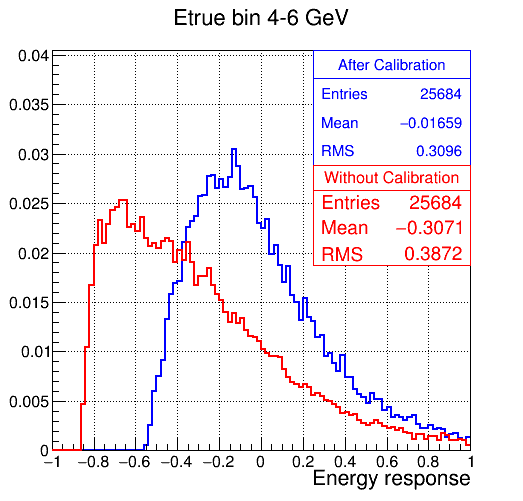 Etrue bin 4-6 GeV
After Calibration
Entries 25684
Mean −0.01659
RMS 0.3096
Without Calibration
Entries 25684
Mean −0.3071
RMS 0.3872
0.04
0.035
0.03
0.025
0.02
0.015
0.01
0.005
0
−1 −0.8 −0.6 −0.4 −0.2 0 0.2 0.4 0.6 0.8 1
Energy response